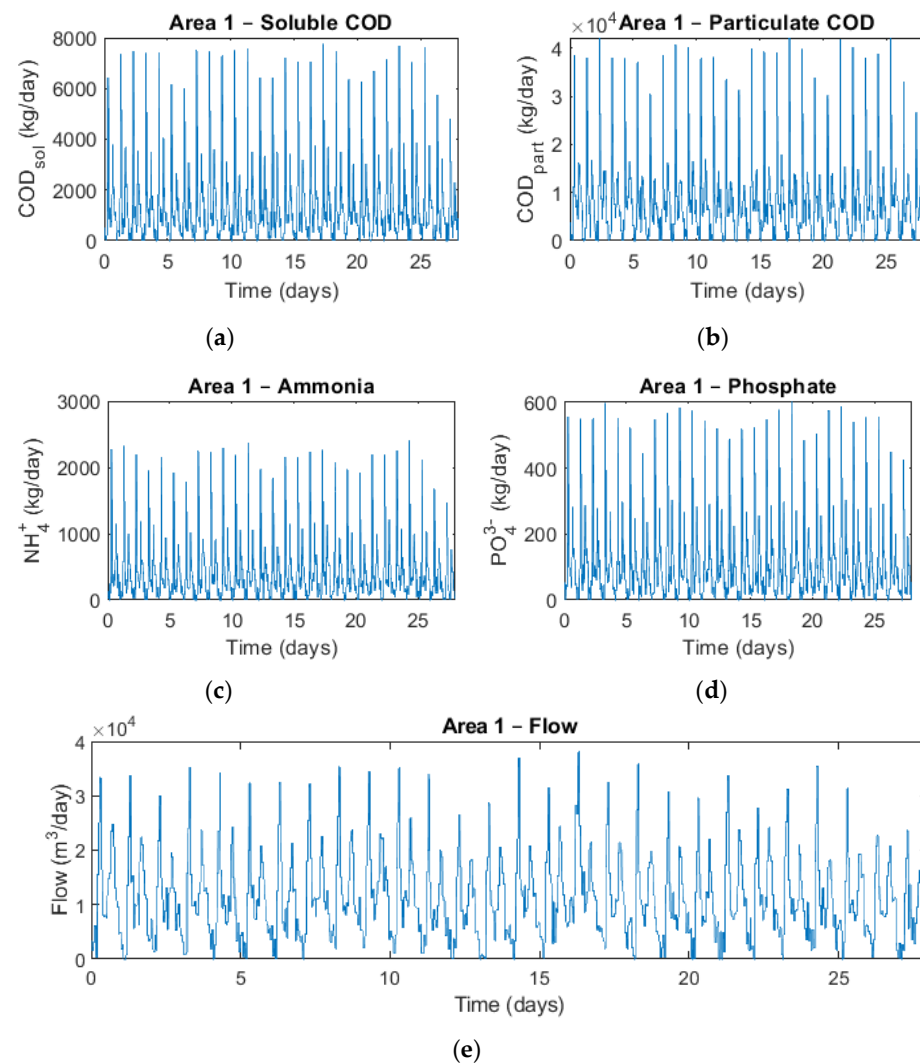 Area 1 – Soluble COD
COD_sol (kg/day)
8000
6000
4000
2000
0
0 5 10 15 20 25
Time (days)
(a)
Area 1 – Particulate COD
×10^4
COD_part (kg/day)
4
3
2
1
0
0 5 10 15 20 25
Time (days)
(b)
Area 1 – Ammonia
NH_4^+ (kg/day)
3000
2000
1000
0
0 5 10 15 20 25
Time (days)
(c)
Area 1 – Phosphate
PO_4^3- (kg/day)
600
400
200
0
0 5 10 15 20 25
Time (days)
(d)
Area 1 – Flow
×10^4
Flow (m^3/day)
4
3
2
1
0
0 5 10 15 20 25
Time (days)
(e)